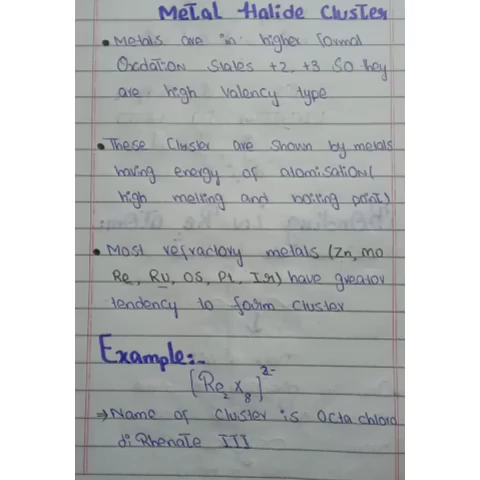 Metal Halide Cluster
• Metals are in higher formal
Oxdation States +2, +3 So they
are high valency type
• These Cluster are shown by metals
having energy of atomisation(
high melting and boiling print)
• Most refractory metals (Zn, mo
Re, Ru, OS, Pt, Ir) have greater
tendency to form cluster
Example:-
[Re₂X₈]²⁻
⇒ Name of Cluster is Octa chloro
di Rhenate III